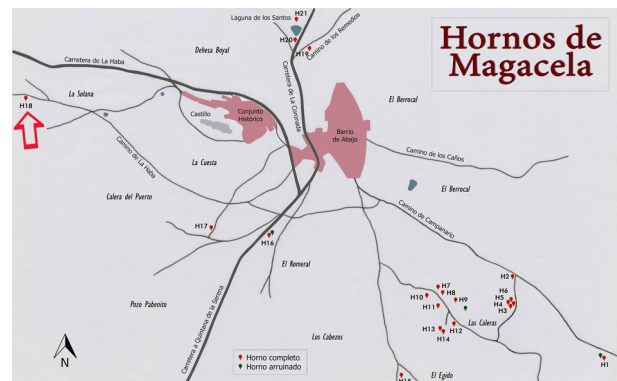 Hornos de
Magacela
H21
Laguna de los Santos
H20
H19
Camino de los Remedios
Dehesa Boyal
Carretera de La Haba
Carretera de La Coronada
La Solana
H18
Castillo
Conjunto
Histórico
Barrio
de Abajo
El Berrocal
Camino de La Haba
La Cuesta
Camino de los Caños
El Berrocal
Calera del Puerto
Camino de Campanario
H17
H16
El Romeral
H2
H7
H8
H9
H10
H11
H6
H5
H4
H3
Pozo Pabenito
Las Caleras
H12
H13
H14
Los Cabezos
Carretera a Quintana de la Serena
N
Horno completo
Horno arruinado
H1
El Egido
H15